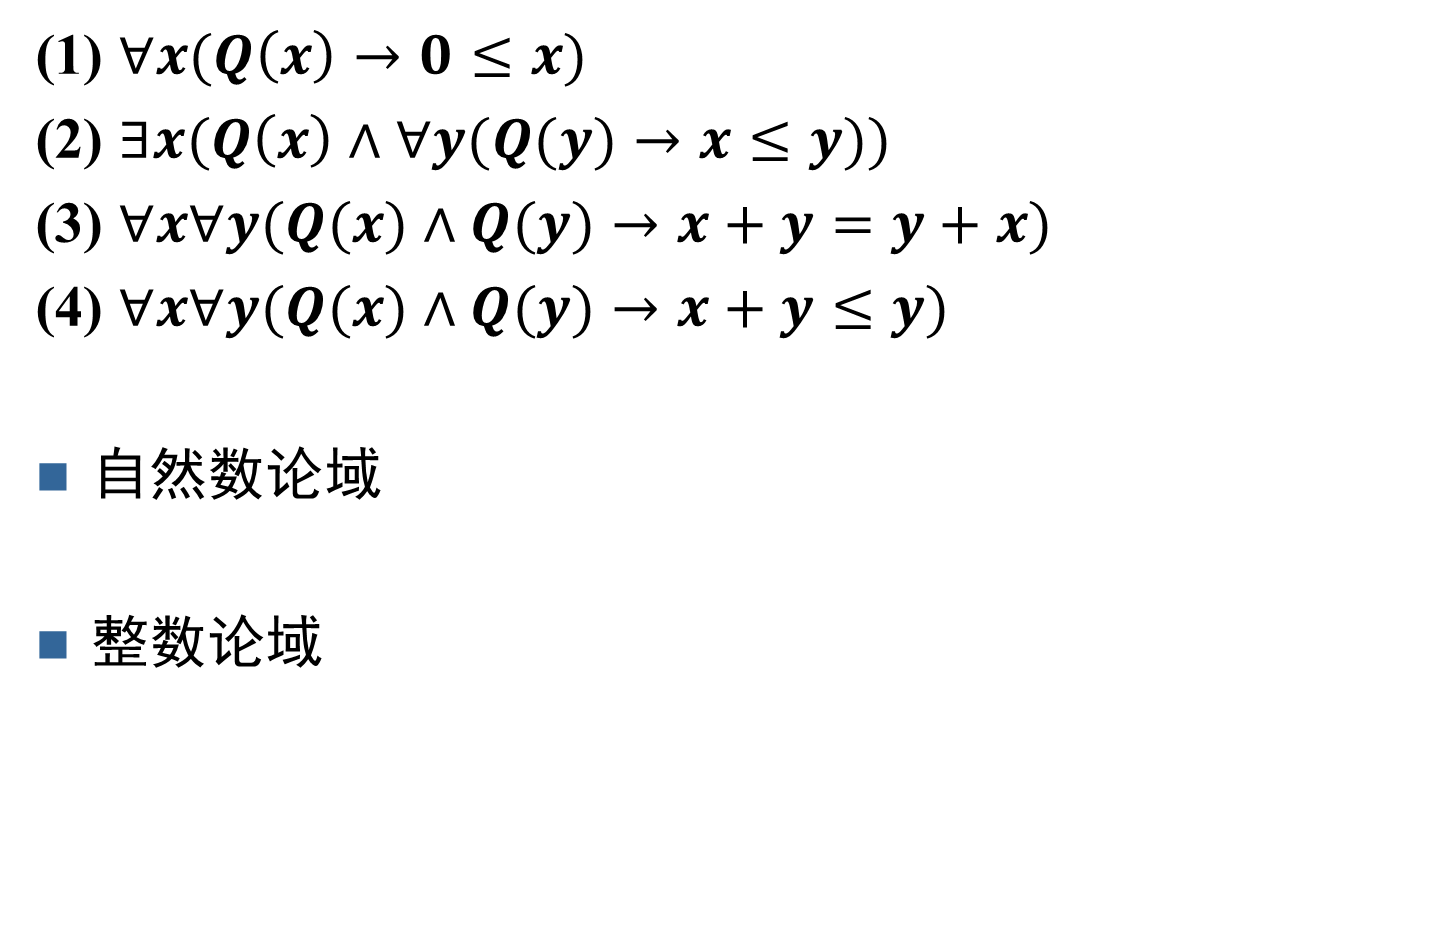 (1) ∀x(Q(x) → 0 ≤ x)
(2) ∃x(Q(x) ∧ ∀y(Q(y) → x ≤ y))
(3) ∀x∀y(Q(x) ∧ Q(y) → x + y = y + x)
(4) ∀x∀y(Q(x) ∧ Q(y) → x + y ≤ y)
■ 自然数论域
■ 整数论域